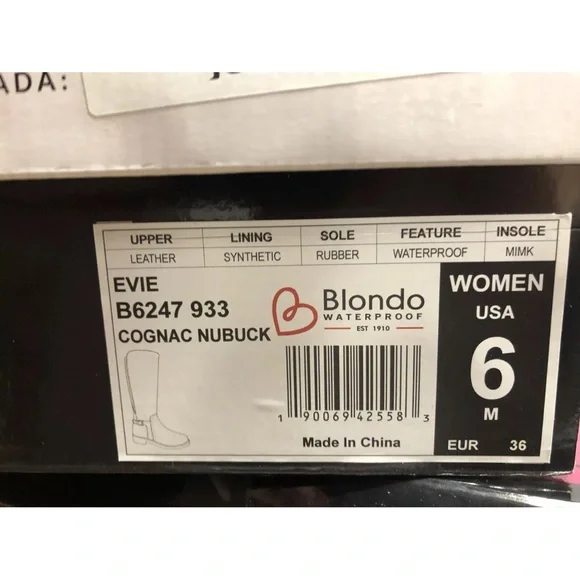 ADA:
UPPER LINING SOLE FEATURE INSOLE
LEATHER SYNTHETIC RUBBER WATERPROOF MIMK
EVIE
B6247 933
COGNAC NUBUCK
Blondo
WATERPROOF
EST 1910
1 90069 42558 3
Made In China
WOMEN
USA
6
M
EUR 36